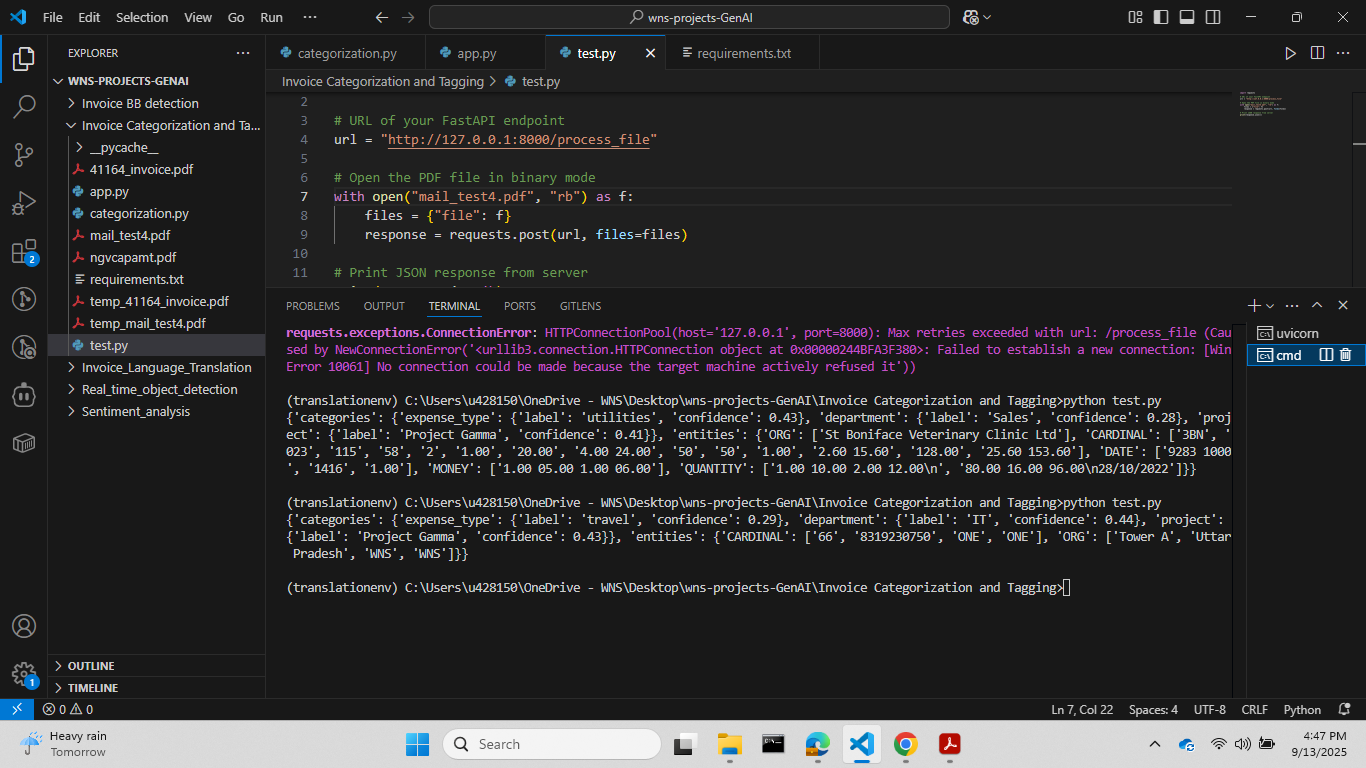 File Edit Selection View Go Run ···
wns-projects-GenAI
EXPLORER ···
WNS-PROJECTS-GENAI
Invoice BB detection
Invoice Categorization and Ta...
__pycache__
41164_invoice.pdf
app.py
categorization.py
mail_test4.pdf
ngvcapamt.pdf
requirements.txt
temp_41164_invoice.pdf
temp_mail_test4.pdf
test.py
Invoice_Language_Translation
Real_time_object_detection
Sentiment_analysis
OUTLINE
TIMELINE
2
1
categorization.py app.py test.py requirements.txt
Invoice Categorization and Tagging > test.py
2
3 # URL of your FastAPI endpoint
4 url = "http://127.0.0.1:8000/process_file"
5
6 # Open the PDF file in binary mode
7 with open("mail_test4.pdf", "rb") as f:
8 files = {"file": f}
9 response = requests.post(url, files=files)
10
11 # Print JSON response from server
PROBLEMS OUTPUT TERMINAL PORTS GITLENS
uvicorn
cmd
requests.exceptions.ConnectionError: HTTPConnectionPool(host='127.0.0.1', port=8000): Max retries exceeded with url: /process_file (Cau
sed by NewConnectionError('<urllib3.connection.HTTPConnection object at 0x00000244BFA3F380>: Failed to establish a new connection: [Win
Error 10061] No connection could be made because the target machine actively refused it'))
(translationenv) C:\Users\u428150\OneDrive - WNS\Desktop\wns-projects-GenAI\Invoice Categorization and Tagging>python test.py
{'categories': {'expense_type': {'label': 'utilities', 'confidence': 0.43}, 'department': {'label': 'Sales', 'confidence': 0.28}, 'proj
ect': {'label': 'Project Gamma', 'confidence': 0.41}}, 'entities': {'ORG': ['St Boniface Veterinary Clinic Ltd'], 'CARDINAL': ['3BN', '
023', '115', '58', '2', '1.00', '20.00', '4.00 24.00', '50', '50', '1.00', '2.60 15.60', '128.00', '25.60 153.60'], 'DATE': ['9283 1000
', '1416', '1.00'], 'MONEY': ['1.00 05.00 1.00 06.00'], 'QUANTITY': ['1.00 10.00 2.00 12.00\n', '80.00 16.00 96.00\n28/10/2022']}}
(translationenv) C:\Users\u428150\OneDrive - WNS\Desktop\wns-projects-GenAI\Invoice Categorization and Tagging>python test.py
{'categories': {'expense_type': {'label': 'travel', 'confidence': 0.29}, 'department': {'label': 'IT', 'confidence': 0.44}, 'project':
{'label': 'Project Gamma', 'confidence': 0.43}}, 'entities': {'CARDINAL': ['66', '8319230750', 'ONE', 'ONE'], 'ORG': ['Tower A', 'Uttar
Pradesh', 'WNS', 'WNS']}}
(translationenv) C:\Users\u428150\OneDrive - WNS\Desktop\wns-projects-GenAI\Invoice Categorization and Tagging>
0 0 Ln 7, Col 22 Spaces: 4 UTF-8 CRLF Python
Heavy rain
Tomorrow
Search
4:47 PM
9/13/2025